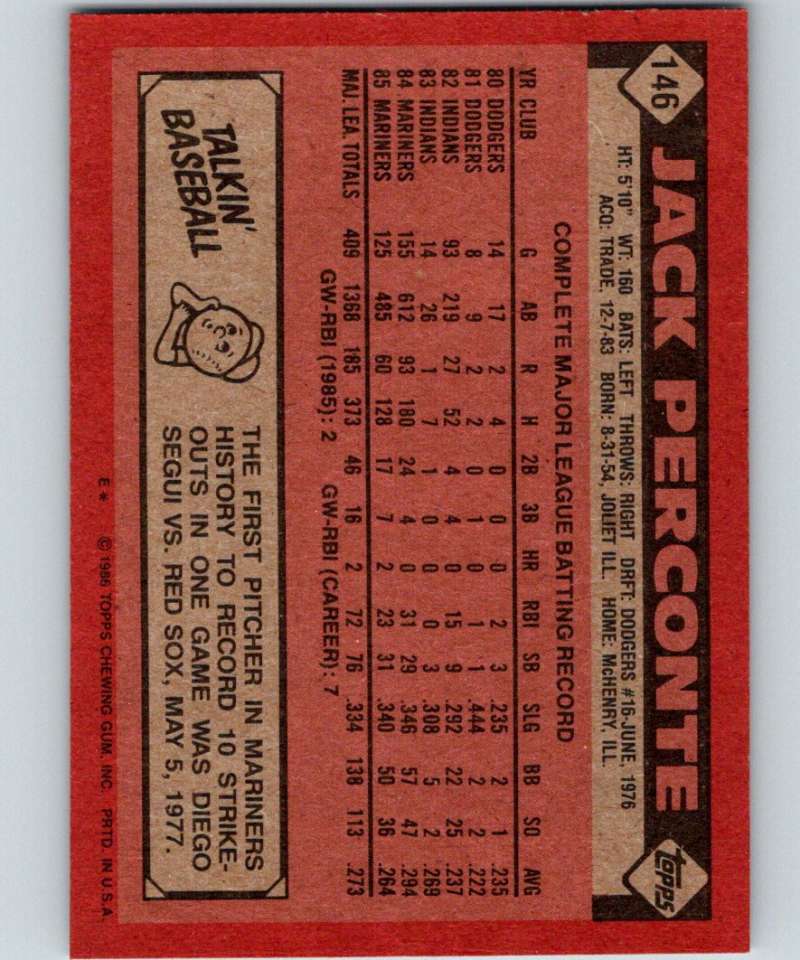 146
JACK PERCONTE
TOPPS
HT: 5'10" WT: 160 BATS: LEFT THROWS: RIGHT DRFT: DODGERS #16-JUNE, 1976
ACQ: TRADE, 12-7-83 BORN: 8-31-54, JOLIET ILL. HOME: McHENRY, ILL.
COMPLETE MAJOR LEAGUE BATTING RECORD
YR CLUB G AB R H 2B 3B HR RBI SB SLG BB SO AVG
80 DODGERS 14 17 2 4 0 0 0 2 3 .235 2 1 .235
81 DODGERS 8 9 2 2 0 1 0 1 1 .444 2 2 .222
82 INDIANS 93 219 27 52 4 4 0 15 9 .292 22 25 .237
83 INDIANS 14 26 1 7 1 0 0 0 3 .308 5 2 .269
84 MARINERS 155 612 93 180 24 4 0 31 29 .346 57 47 .294
85 MARINERS 125 485 60 128 17 7 2 23 31 .340 50 36 .264
MAJ. LEA. TOTALS 409 1368 185 373 46 16 2 72 76 .334 138 113 .273
GW-RBI (1985): 2 GW-RBI (CAREER): 7
TALKIN'
BASEBALL
THE FIRST PITCHER IN MARINERS
HISTORY TO RECORD 10 STRIKE-
OUTS IN ONE GAME WAS DIEGO
SEGUI VS. RED SOX, MAY 5, 1977.
E* © 1986 TOPPS CHEWING GUM, INC. PRTD. IN U.S.A.